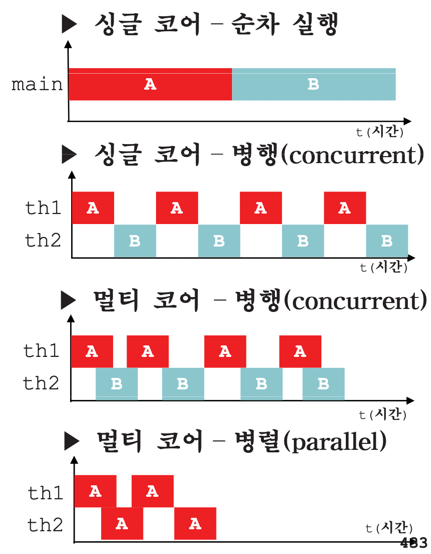 ▶ 싱글 코어 – 순차 실행
main A B
t(시간)
▶ 싱글 코어 – 병행(concurrent)
th1 A A A A
th2 B B B B
t(시간)
▶ 멀티 코어 – 병행(concurrent)
th1 A A A A
th2 B B B B
t(시간)
▶ 멀티 코어 – 병렬(parallel)
th1 A A
th2 A A
t(시간)
483